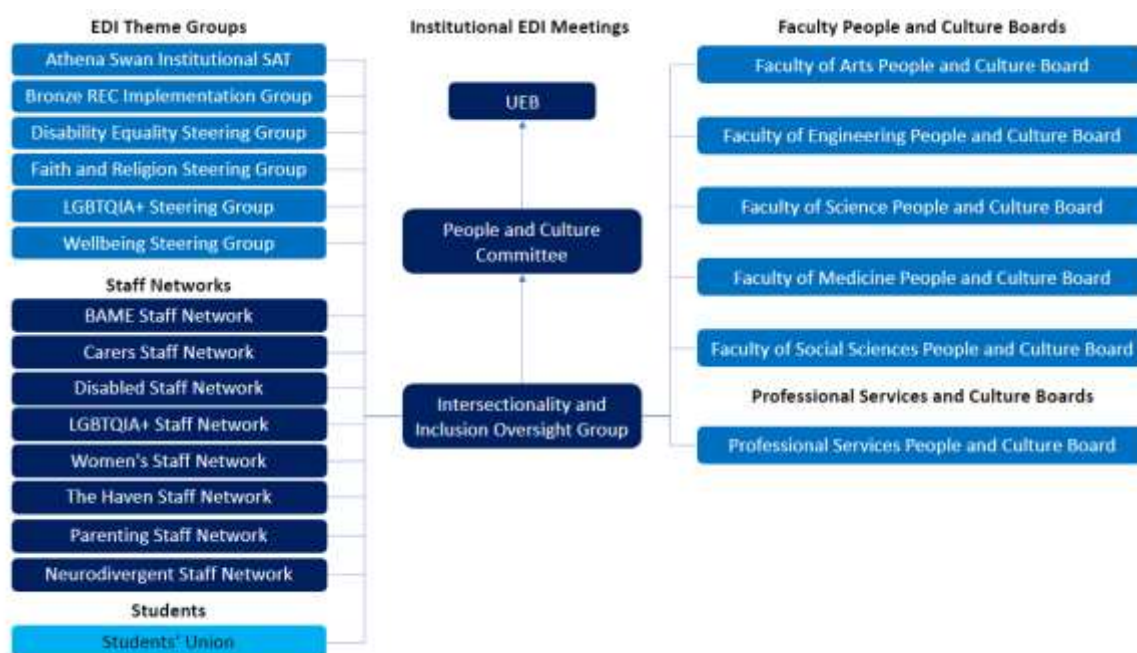 EDI Theme Groups
Athena Swan Institutional SAT
Bronze REC Implementation Group
Disability Equality Steering Group
Faith and Religion Steering Group
LGBTQIA+ Steering Group
Wellbeing Steering Group
Staff Networks
BAME Staff Network
Carers Staff Network
Disabled Staff Network
LGBTQIA+ Staff Network
Women's Staff Network
The Haven Staff Network
Parenting Staff Network
Neurodivergent Staff Network
Students
Students' Union
Institutional EDI Meetings
UEB
People and Culture
Committee
Intersectionality and
Inclusion Oversight Group
Faculty People and Culture Boards
Faculty of Arts People and Culture Board
Faculty of Engineering People and Culture Board
Faculty of Science People and Culture Board
Faculty of Medicine People and Culture Board
Faculty of Social Sciences People and Culture Board
Professional Services and Culture Boards
Professional Services People and Culture Board